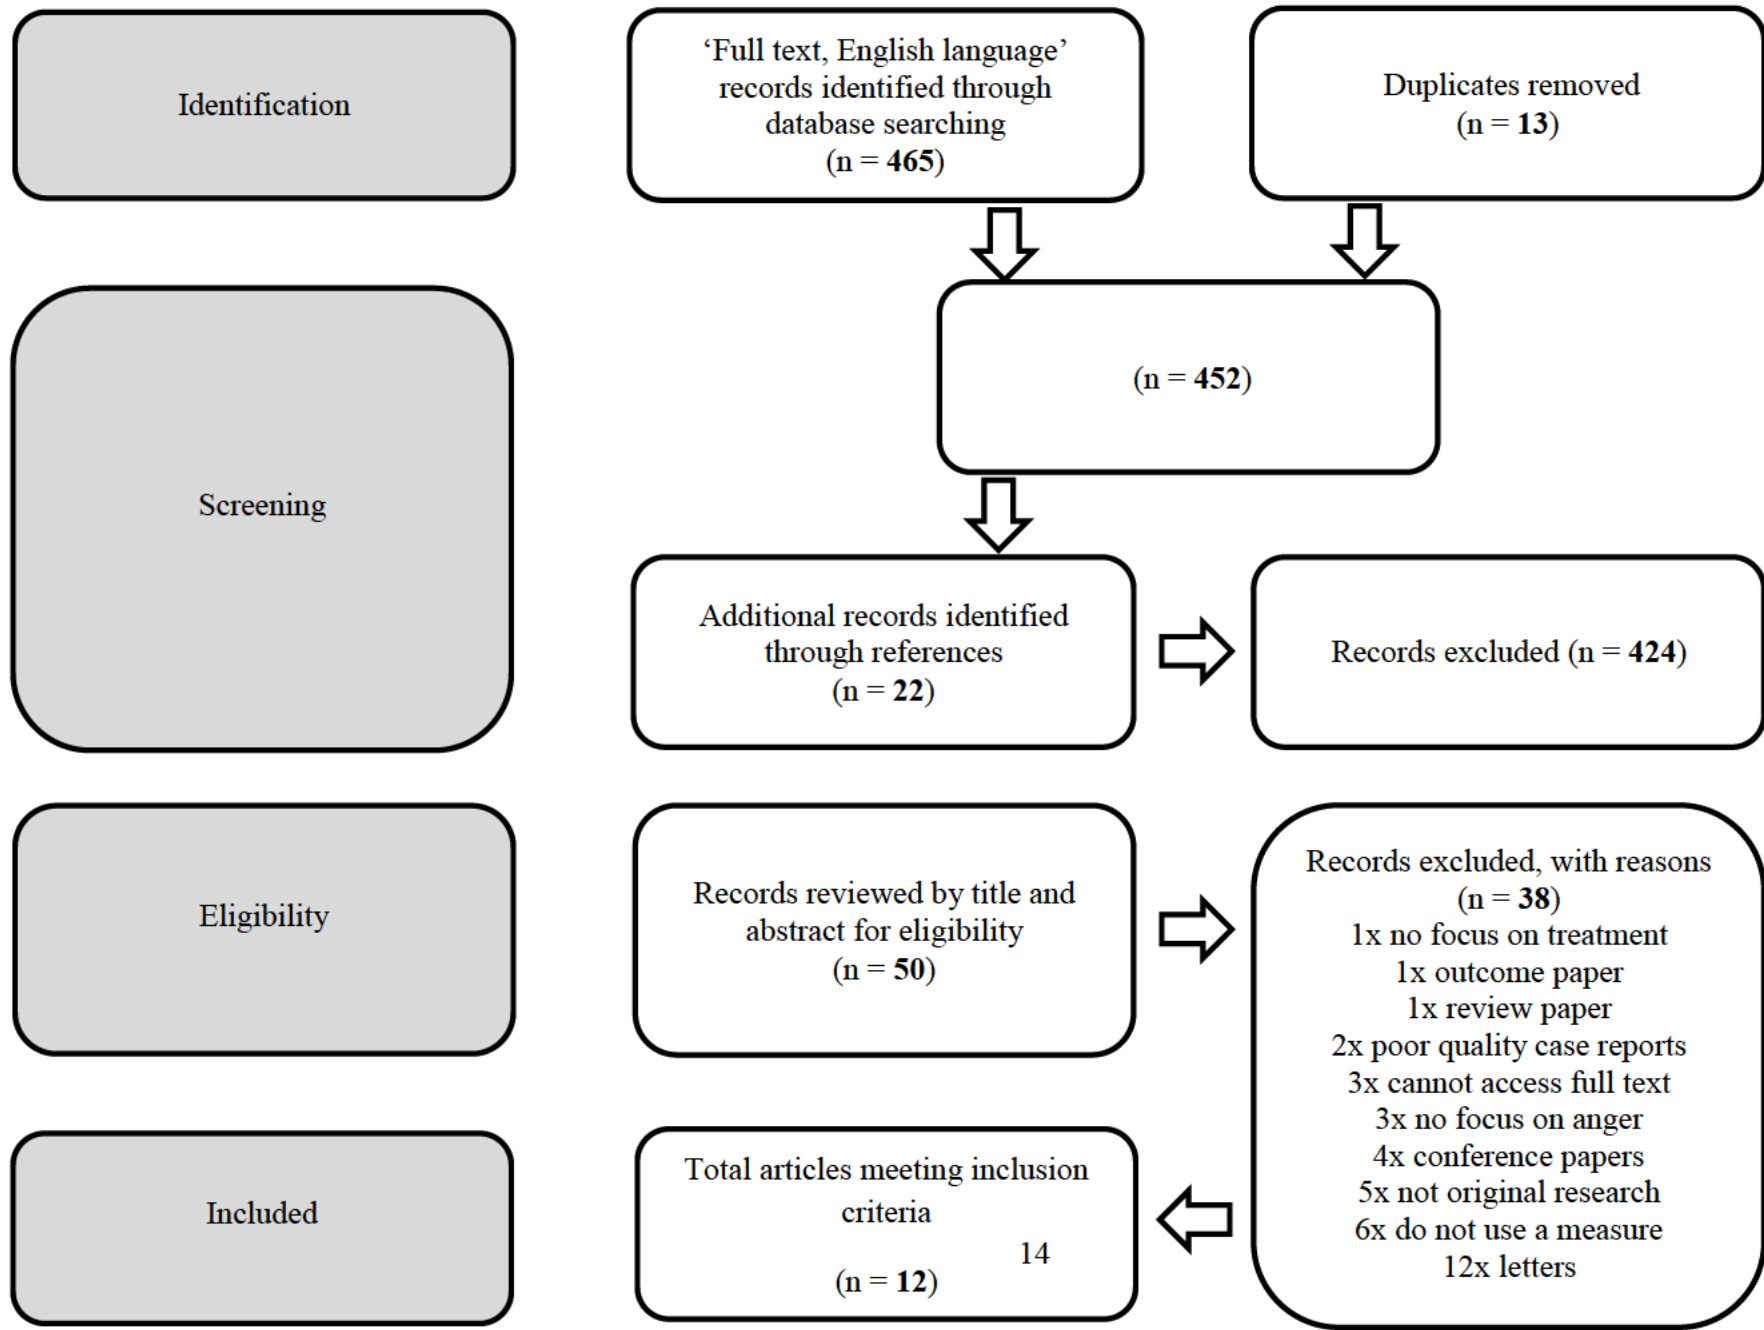 Identification
‘Full text, English language’
records identified through
database searching
(n = 465)
Duplicates removed
(n = 13)
Screening
(n = 452)
Additional records identified
through references
(n = 22)
Records excluded (n = 424)
Eligibility
Records reviewed by title and
abstract for eligibility
(n = 50)
Records excluded, with reasons
(n = 38)
1x no focus on treatment
1x outcome paper
1x review paper
2x poor quality case reports
3x cannot access full text
3x no focus on anger
4x conference papers
5x not original research
6x do not use a measure
12x letters
Included
Total articles meeting inclusion
criteria
14
(n = 12)